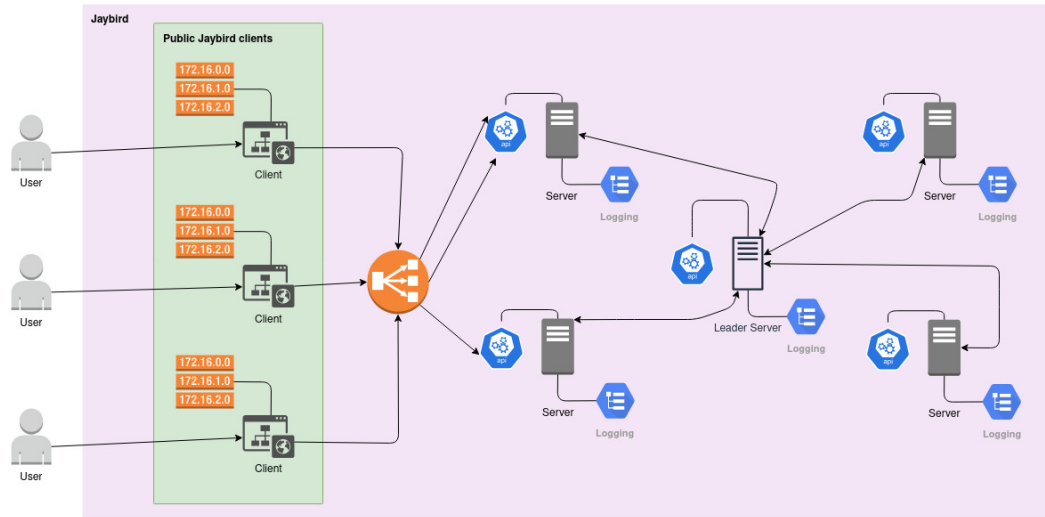 Jaybird
Public Jaybird clients
172.16.0.0
172.16.1.0
172.16.2.0
User
Client
172.16.0.0
172.16.1.0
172.16.2.0
User
Client
172.16.0.0
172.16.1.0
172.16.2.0
User
Client
api
Server
Logging
api
Server
Logging
api
Leader Server
Logging
api
Server
Logging
api
Server
Logging